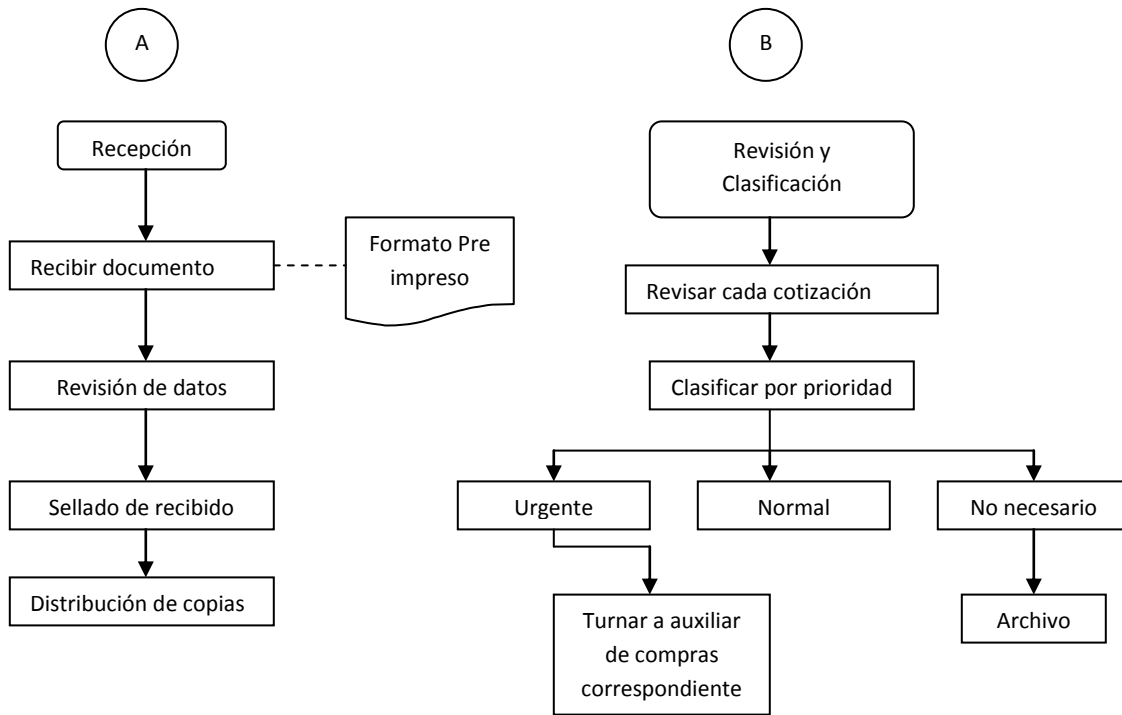 A
Recepción
Recibir documento
Formato Pre
impreso
Revisión de datos
Sellado de recibido
Distribución de copias
B
Revisión y
Clasificación
Revisar cada cotización
Clasificar por prioridad
Urgente
Normal
No necesario
Turnar a auxiliar
de compras
correspondiente
Archivo